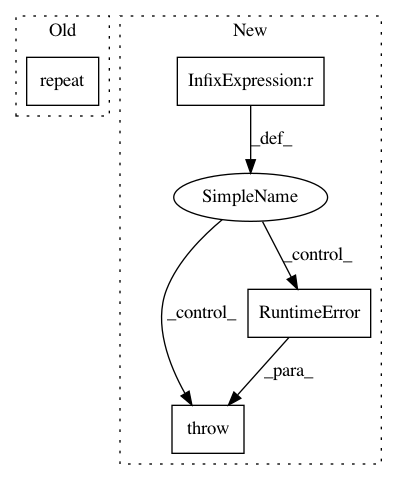 Old
New
repeat
InfixExpression:r
_def_
SimpleName
_control_
_control_
RuntimeError
_para_
throw